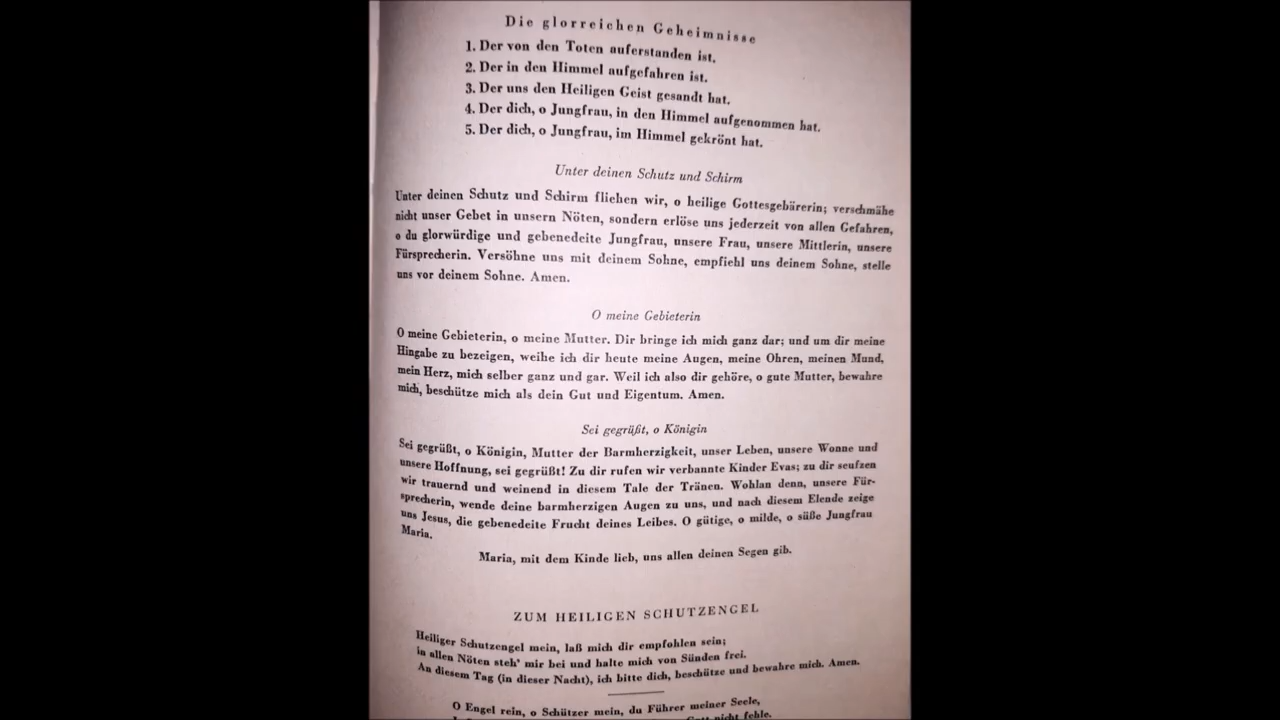 Die glorreichen Geheimnisse
1. Der von den Toten auferstanden ist.
2. Der in den Himmel aufgefahren ist.
3. Der uns den Heiligen Geist gesandt hat.
4. Der dich, o Jungfrau, in den Himmel aufgenommen hat.
5. Der dich, o Jungfrau, im Himmel gekrönt hat.
Unter deinen Schutz und Schirm
Unter deinen Schutz und Schirm fliehen wir, o heilige Gottesgebärerin; verschmähe
nicht unser Gebet in unsern Nöten, sondern erlöse uns jederzeit von allen Gefahren,
o du glorwürdige und gebenedeite Jungfrau, unsere Frau, unsere Mittlerin, unsere
Fürsprecherin. Versöhne uns mit deinem Sohne, empfiehl uns deinem Sohne, stelle
uns vor deinem Sohne. Amen.
O meine Gebieterin
O meine Gebieterin, o meine Mutter. Dir bringe ich mich ganz dar; und um dir meine
Hingabe zu bezeigen, weihe ich dir heute meine Augen, meine Ohren, meinen Mund,
mein Herz, mich selber ganz und gar. Weil ich also dir gehöre, o gute Mutter, bewahre
mich, beschütze mich als dein Gut und Eigentum. Amen.
Sei gegrüßt, o Königin
Sei gegrüßt, o Königin, Mutter der Barmherzigkeit, unser Leben, unsere Wonne und
unsere Hoffnung, sei gegrüßt! Zu dir rufen wir verbannte Kinder Evas; zu dir seufzen
wir trauernd und weinend in diesem Tale der Tränen. Wohlan denn, unsere Für-
sprecherin, wende deine barmherzigen Augen zu uns, und nach diesem Elende zeige
uns Jesus, die gebenedeite Frucht deines Leibes. O gütige, o milde, o süße Jungfrau
Maria.
Maria, mit dem Kinde lieb, uns allen deinen Segen gib.
ZUM HEILIGEN SCHUTZENGEL
Heiliger Schutzengel mein, laß mich dir empfohlen sein;
in allen Nöten steh' mir bei und halte mich von Sünden frei.
An diesem Tag (in dieser Nacht), ich bitte dich, beschütze und bewahre mich. Amen.
O Engel rein, o Schützer mein, du Führer meiner Seele,
Gott nicht fehle.